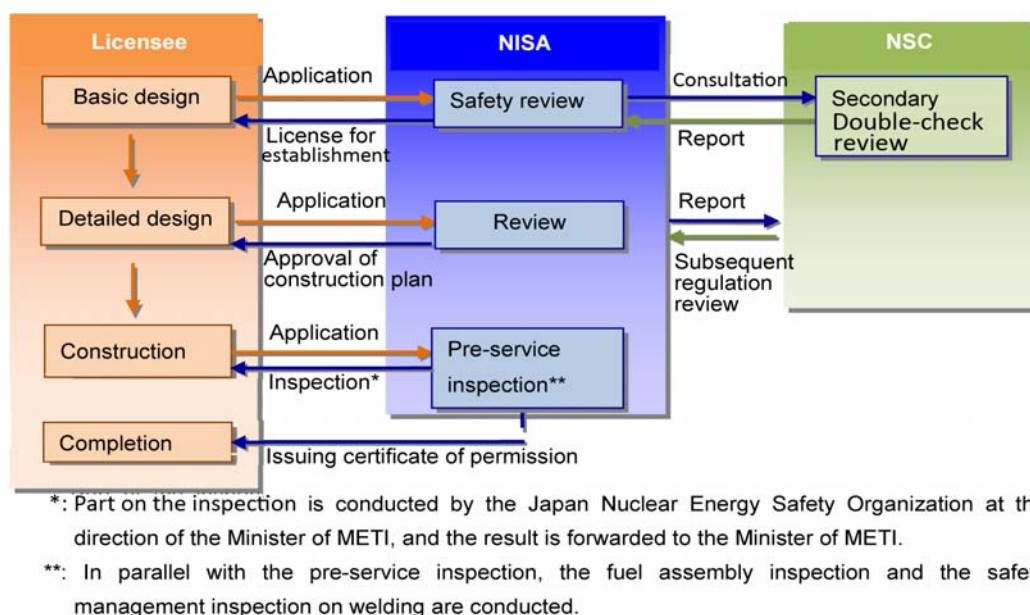 Licensee
NISA
NSC
Basic design
Application
Safety review
Consultation
Secondary
Double-check
review
License for
establishment
Report
Detailed design
Application
Review
Report
Approval of
construction plan
Subsequent
regulation
review
Construction
Application
Pre-service
inspection**
Inspection*
Completion
Issuing certificate of permission
*: Part on the inspection is conducted by the Japan Nuclear Energy Safety Organization at
direction of the Minister of METI, and the result is forwarded to the Minister of METI.
**: In parallel with the pre-service inspection, the fuel assembly inspection and the
management inspection on welding are conducted.